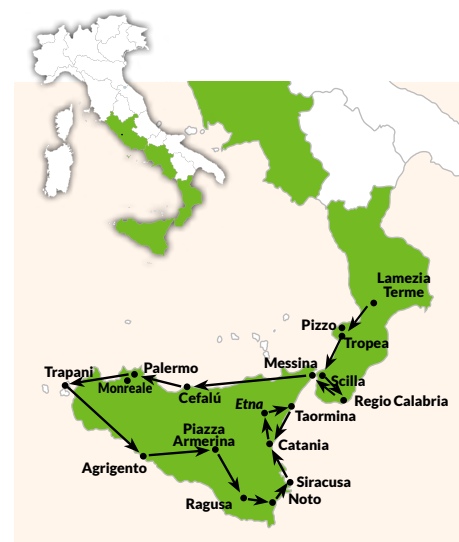 Lamezia
Terme
Pizzo
Tropea
Messina
Scilla
Regio Calabria
Trapani
Palermo
Monreale
Cefalú
Etna
Taormina
Piazza
Armerina
Catania
Agrigento
Siracusa
Ragusa
Noto